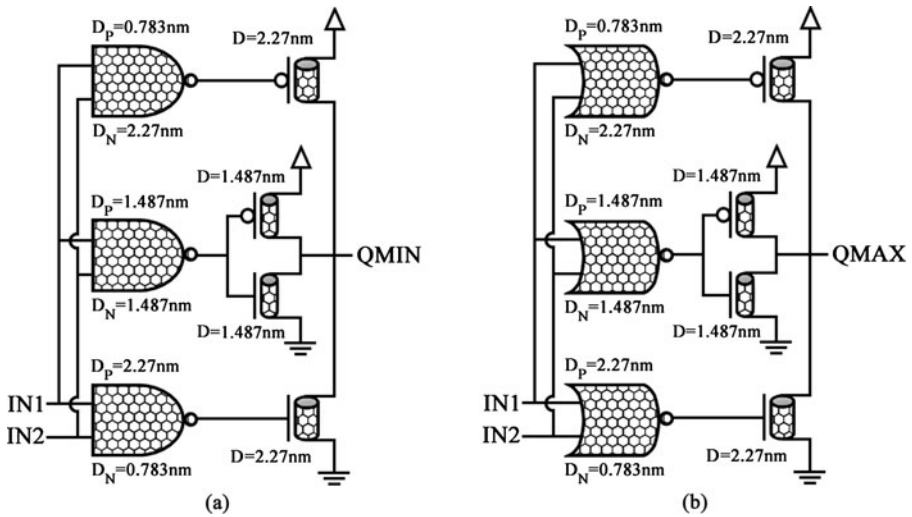 D_P=0.783nm
D=2.27nm
D_N=2.27nm
D=1.487nm
D_P=1.487nm
QMIN
D_N=1.487nm
D=1.487nm
D_P=2.27nm
IN1
IN2
D=2.27nm
D_N=0.783nm
(a)
D_P=0.783nm
D=2.27nm
D_N=2.27nm
D=1.487nm
D_P=1.487nm
QMAX
D_N=1.487nm
D=1.487nm
D_P=2.27nm
IN1
IN2
D=2.27nm
D_N=0.783nm
(b)